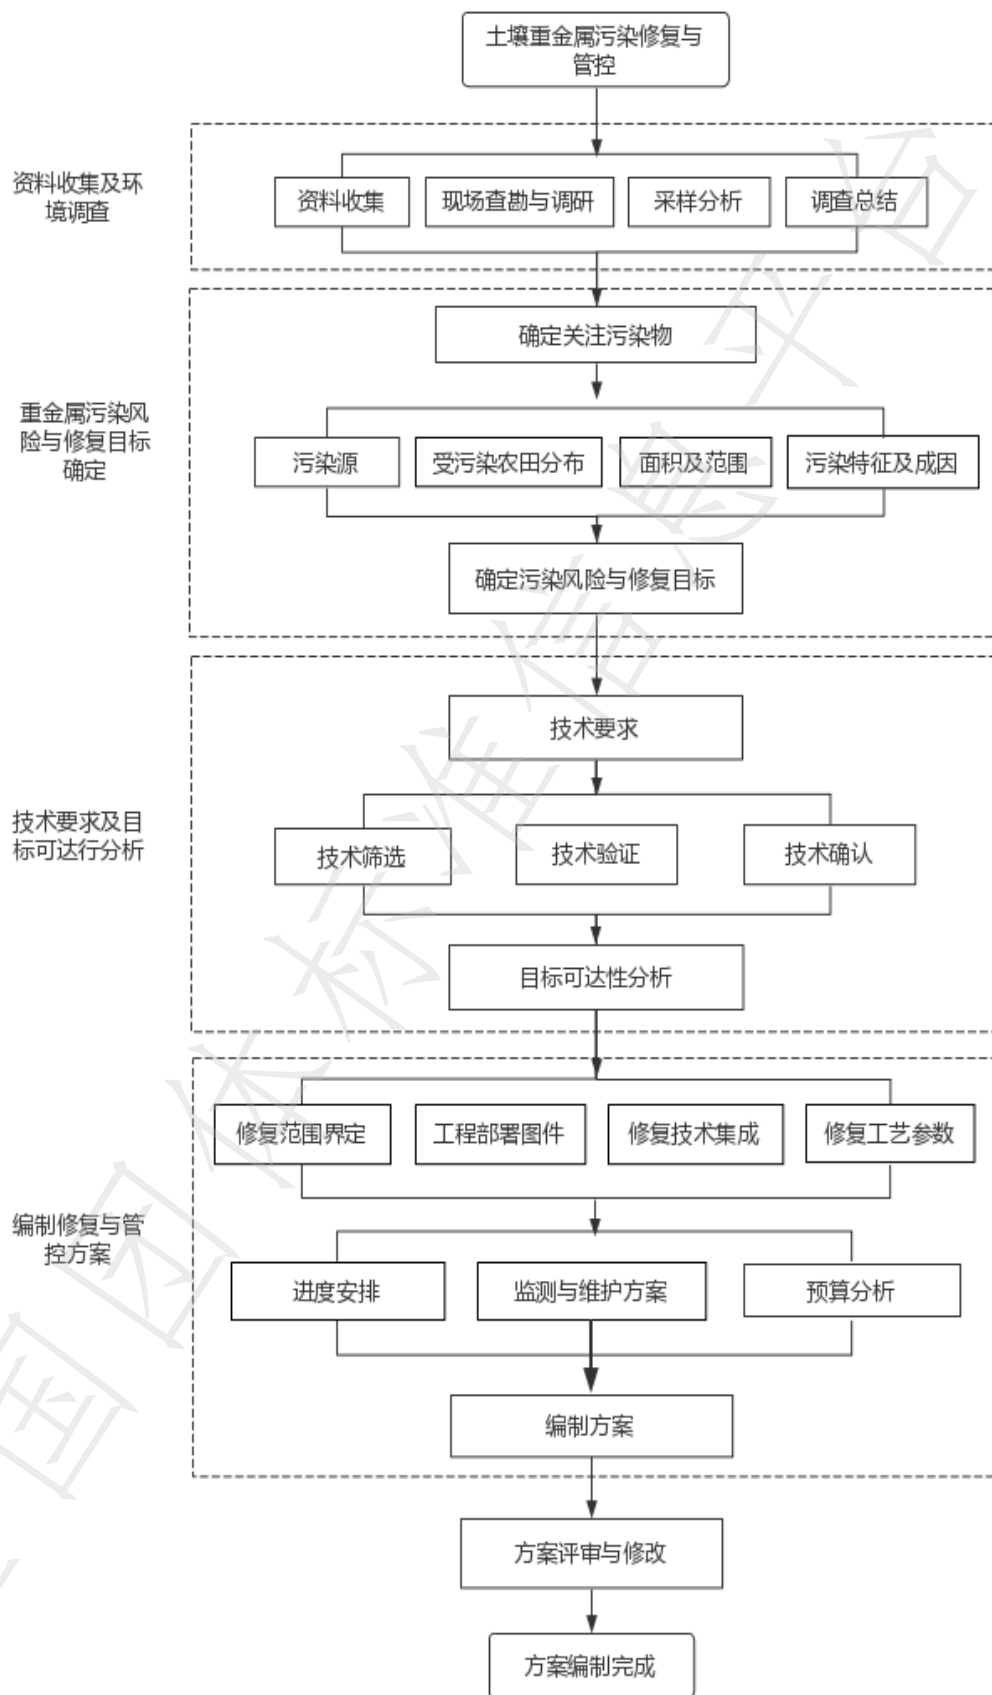 土壤重金属污染修复与
管控
资料收集及环
境调查
资料收集
现场查勘与调研
采样分析
调查总结
确定关注污染物
重金属污染风
险与修复目标
确定
污染源
受污染农田分布
面积及范围
污染特征及成因
确定污染风险与修复目标
技术要求
技术要求及目
标可达行分析
技术筛选
技术验证
技术确认
目标可达性分析
修复范围界定
工程部署图件
修复技术集成
修复工艺参数
编制修复与管
控方案
进度安排
监测与维护方案
预算分析
编制方案
方案评审与修改
方案编制完成
国团体标准信息平台